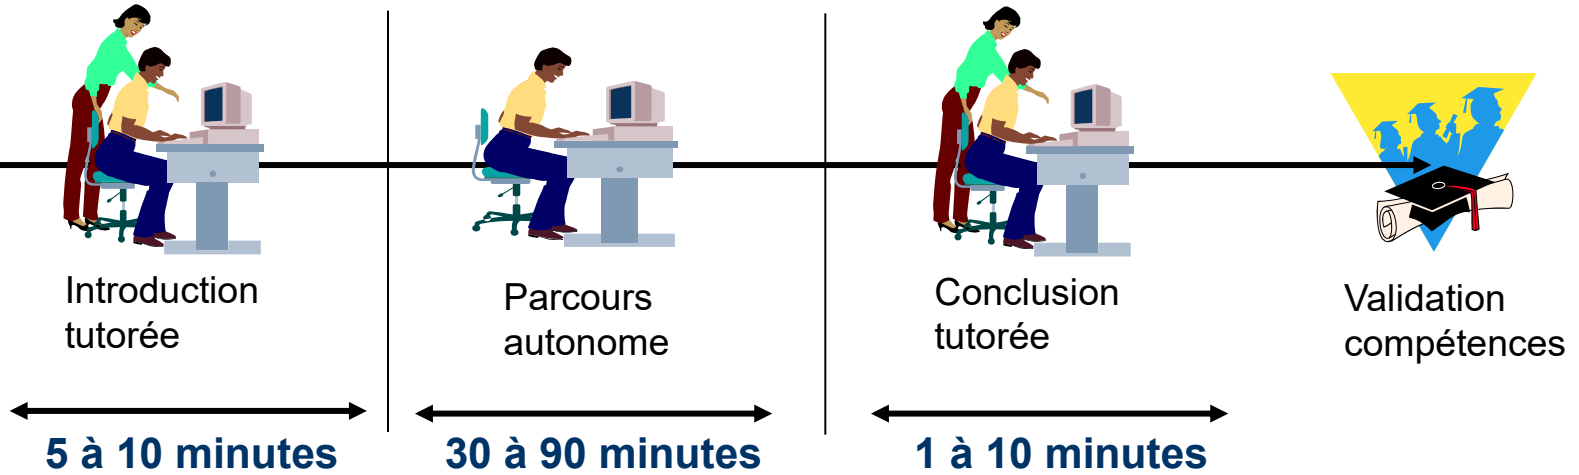 Introduction
tutorée
Parcours
autonome
Conclusion
tutorée
Validation
compétences
5 à 10 minutes
30 à 90 minutes
1 à 10 minutes